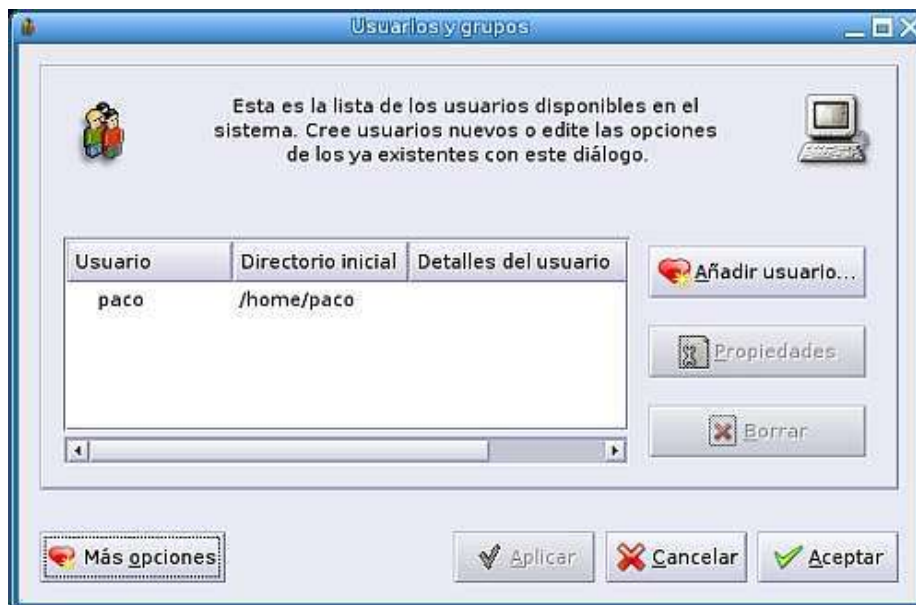 Usuarios y grupos
Esta es la lista de los usuarios disponibles en el
sistema. Cree usuarios nuevos o edite las opciones
de los ya existentes con este diálogo.
Usuario Directorio inicial Detalles del usuario
paco /home/paco
Añadir usuario...
Propiedades
Borrar
Más opciones Aplicar Cancelar Aceptar